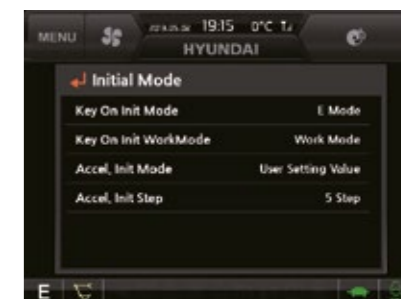 MENU 19:15 0°C
HYUNDAI
Initial Mode
Key On Init Mode E Mode
Key On Init WorkMode Work Mode
Accel, Init Mode User Setting Value
Accel, Init Step 5 Step
E